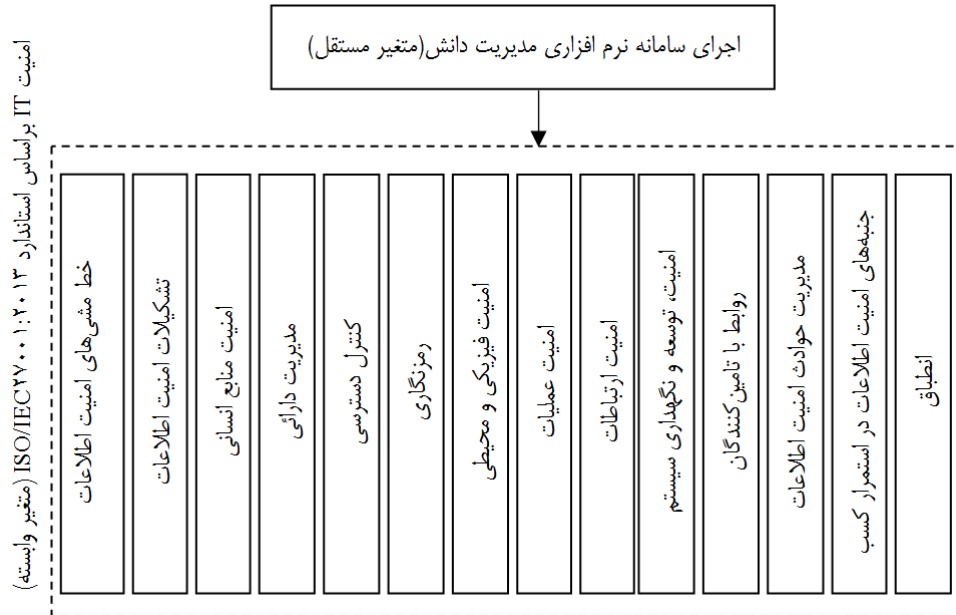 اجرای سامانه نرم افزاری مدیریت دانش(متغیر مستقل)
امنیت IT براساس استاندارد ISO/IEC۲۷۰۰۱:۲۰۱۳ (متغیر وابسته)
خط مشی‌های امنیت اطلاعات
تشکیلات امنیت اطلاعات
امنیت منابع انسانی
مدیریت دارائی
کنترل دسترسی
رمزنگاری
امنیت فیزیکی و محیطی
امنیت عملیات
امنیت ارتباطات
امنیت، توسعه و نگهداری سیستم
روابط با تامین‌کنندگان
مدیریت حوادث امنیت اطلاعات
جنبه‌های امنیت اطلاعات در استمرار کسب
انطباق